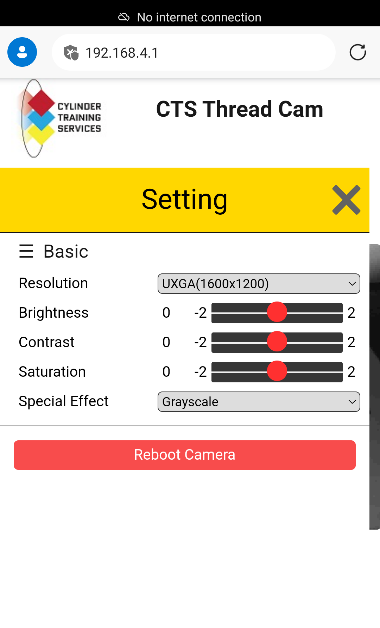 No internet connection
192.168.4.1
CYLINDER
TRAINING
SERVICES
CTS Thread Cam
Setting
☰ Basic
Resolution UXGA(1600x1200)
Brightness 0 -2 2
Contrast 0 -2 2
Saturation 0 -2 2
Special Effect Grayscale
Reboot Camera